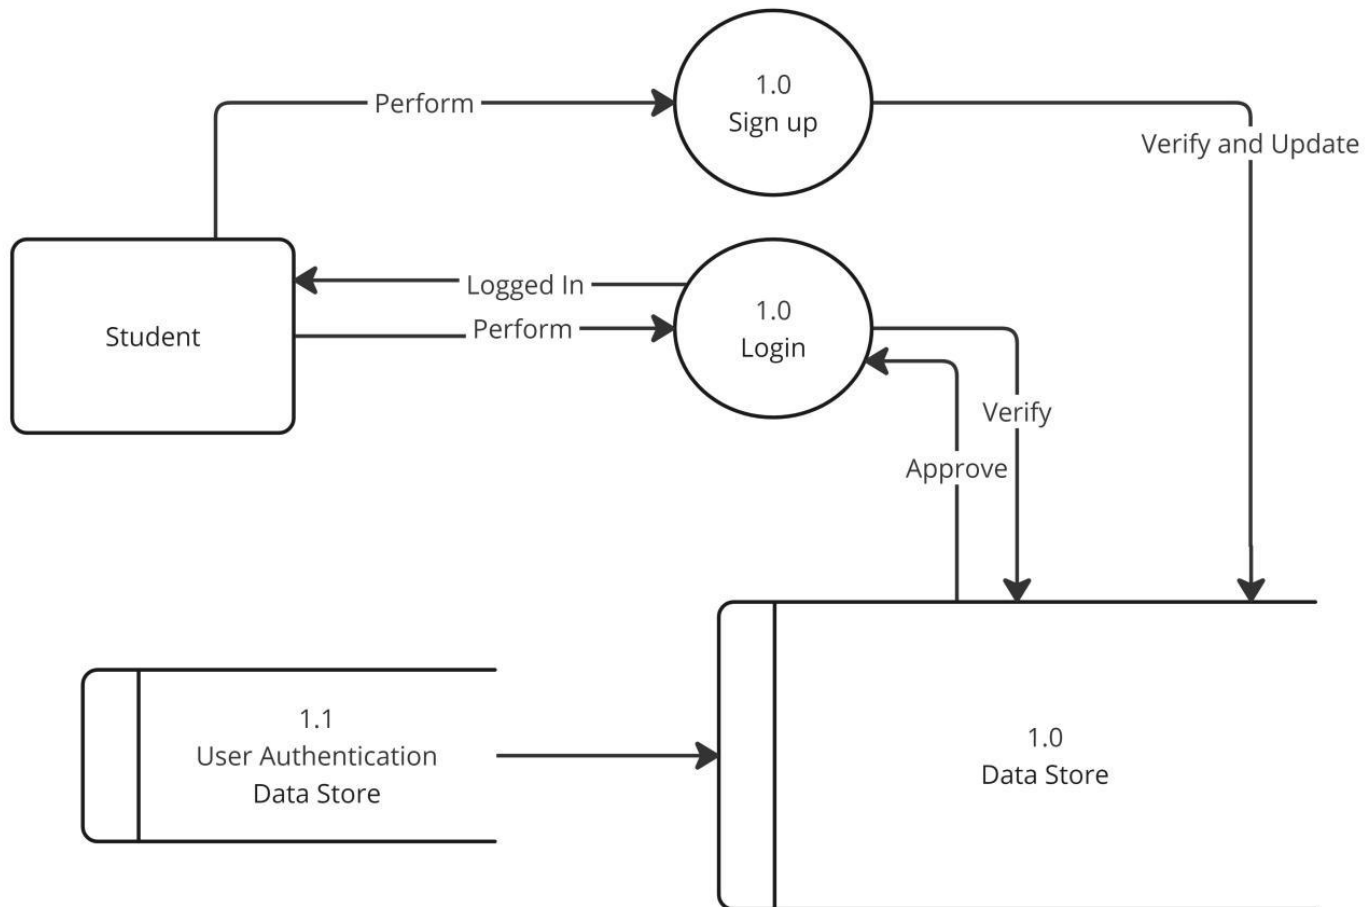 1.0
Sign up
Perform
Verify and Update
Logged In
Perform
1.0
Login
Student
Verify
Approve
1.1
User Authentication
Data Store
1.0
Data Store